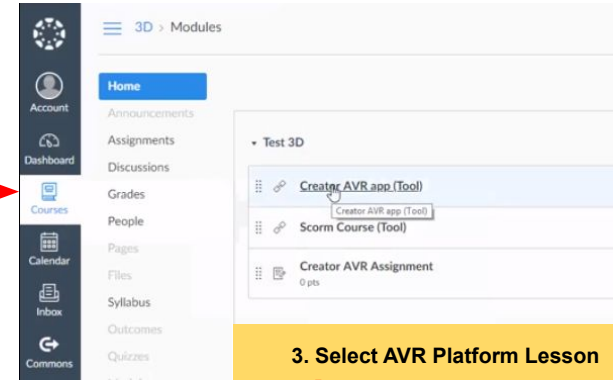 3D > Modules
Account
Dashboard
Courses
Calendar
Inbox
Commons
Home
Announcements
Assignments
Discussions
Grades
People
Pages
Files
Syllabus
Outcomes
Quizzes
Test 3D
Creator AVR app (Tool)
Creator AVR app (Tool)
Scorm Course (Tool)
Creator AVR Assignment
0 pts
3. Select AVR Platform Lesson